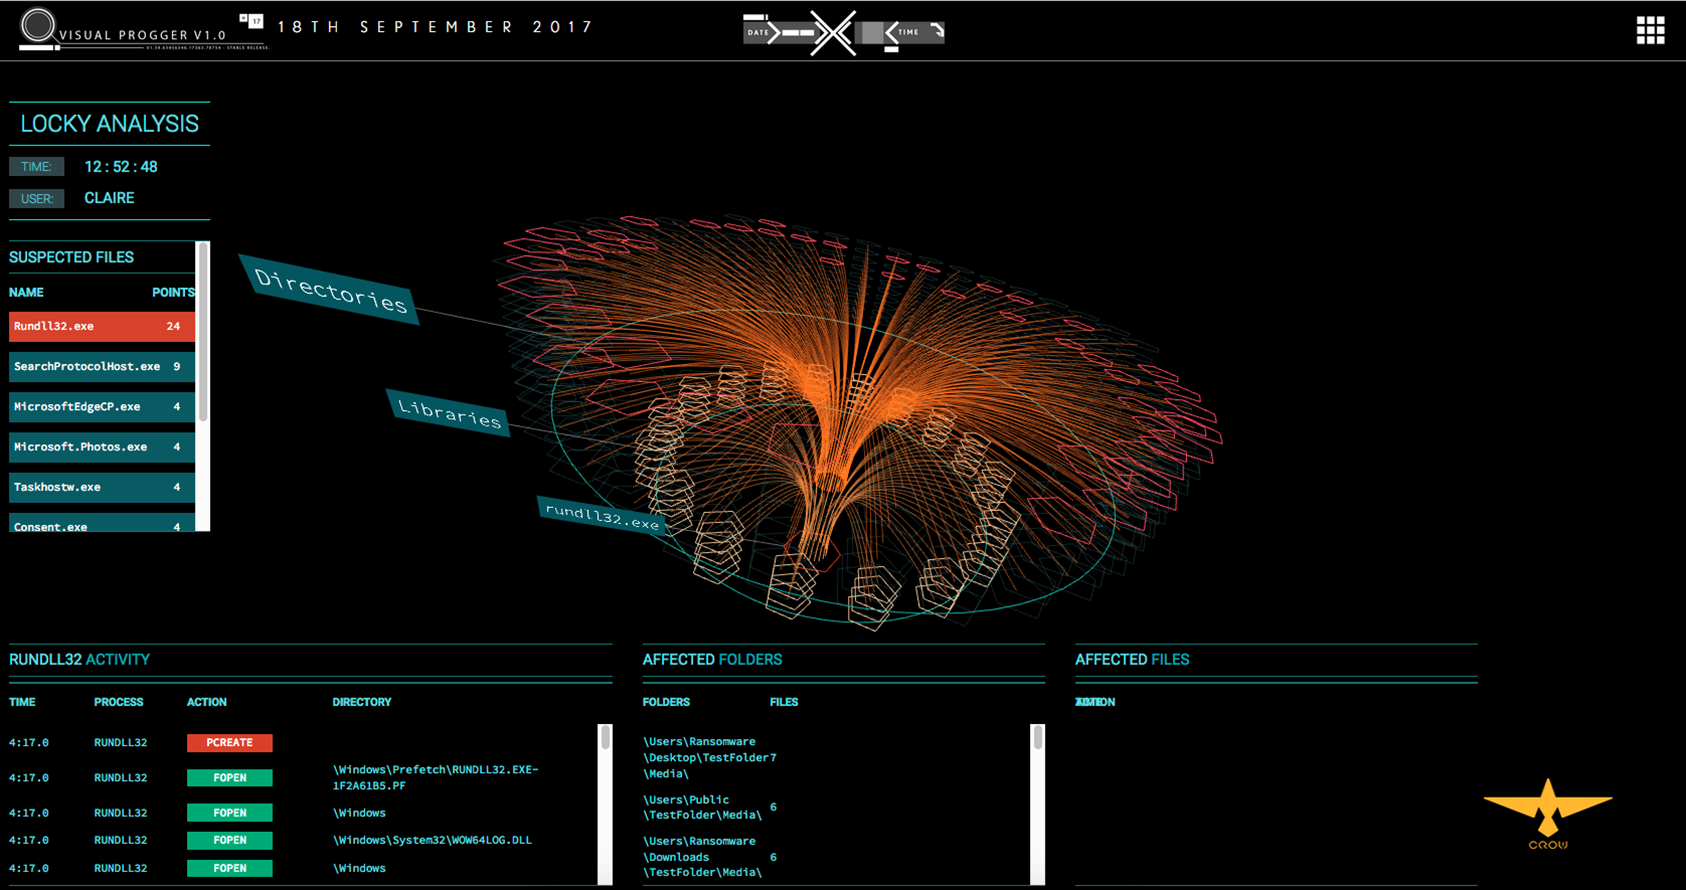 VISUAL PROGGER V1.0
17
18TH SEPTEMBER 2017
DATE
TIME
LOCKY ANALYSIS
TIME:
12 : 52 : 48
USER:
CLAIRE
SUSPECTED FILES
NAME POINTS
Rundll32.exe 24
SearchProtocolHost.exe 9
MicrosoftEdgeCP.exe 4
Microsoft.Photos.exe 4
Taskhostw.exe 4
Consent.exe 4
Directories
Libraries
rundll32.exe
RUNDLL32 ACTIVITY
TIME PROCESS ACTION DIRECTORY
4:17.0 RUNDLL32 PCREATE
4:17.0 RUNDLL32 FOPEN \Windows\Prefetch\RUNDLL32.EXE-
1F2A61B5.PF
4:17.0 RUNDLL32 FOPEN \Windows
4:17.0 RUNDLL32 FOPEN \Windows\System32\WOW64LOG.DLL
4:17.0 RUNDLL32 FOPEN \Windows
AFFECTED FOLDERS
FOLDERS FILES
\Users\Ransomware
\Desktop\TestFolder 7
\Media\
\Users\Public
\TestFolder\Media\ 6
\Users\Ransomware
\Downloads 6
\TestFolder\Media\
AFFECTED FILES
CROW